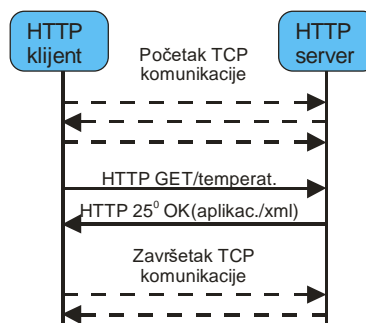 HTTP
klijent
HTTP
server
Početak TCP
komunikacije
HTTP GET/temperat.
HTTP 25⁰ OK(aplikac./xml)
Završetak TCP
komunikacije